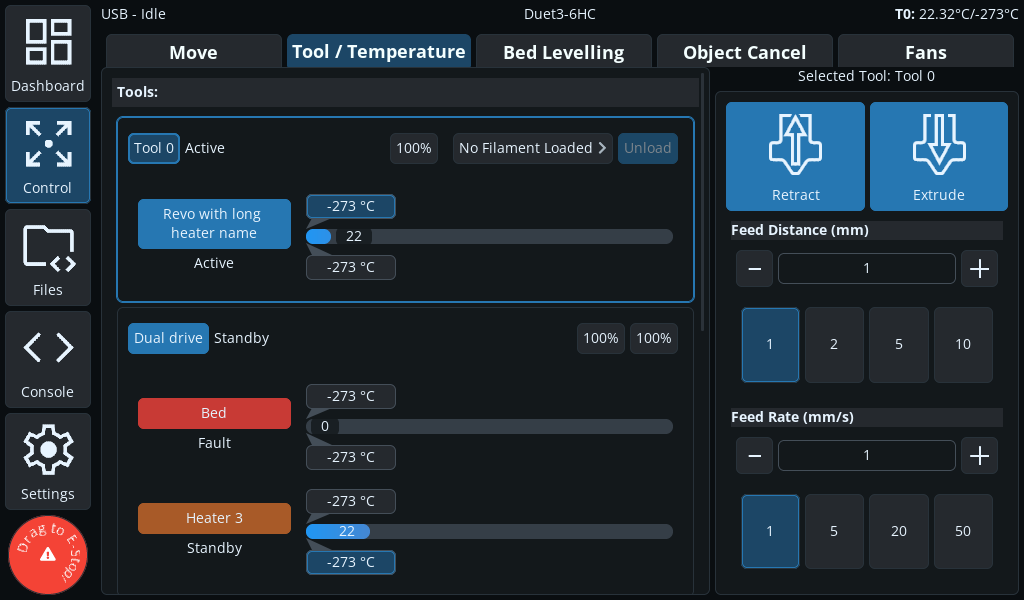 USB - Idle
Duet3-6HC
T0: 22.32°C/-273°C
Dashboard
Control
Files
Console
Settings
Drag to E-Stop!
Move
Tool / Temperature
Bed Levelling
Object Cancel
Fans
Tools:
Tool 0 Active
100%
No Filament Loaded
Unload
Revo with long
heater name
Active
-273 °C
22
-273 °C
Dual drive Standby
100%
100%
Bed
Fault
-273 °C
0
-273 °C
Heater 3
Standby
-273 °C
22
-273 °C
Selected Tool: Tool 0
Retract
Extrude
Feed Distance (mm)
1
1
2
5
10
Feed Rate (mm/s)
1
1
5
20
50